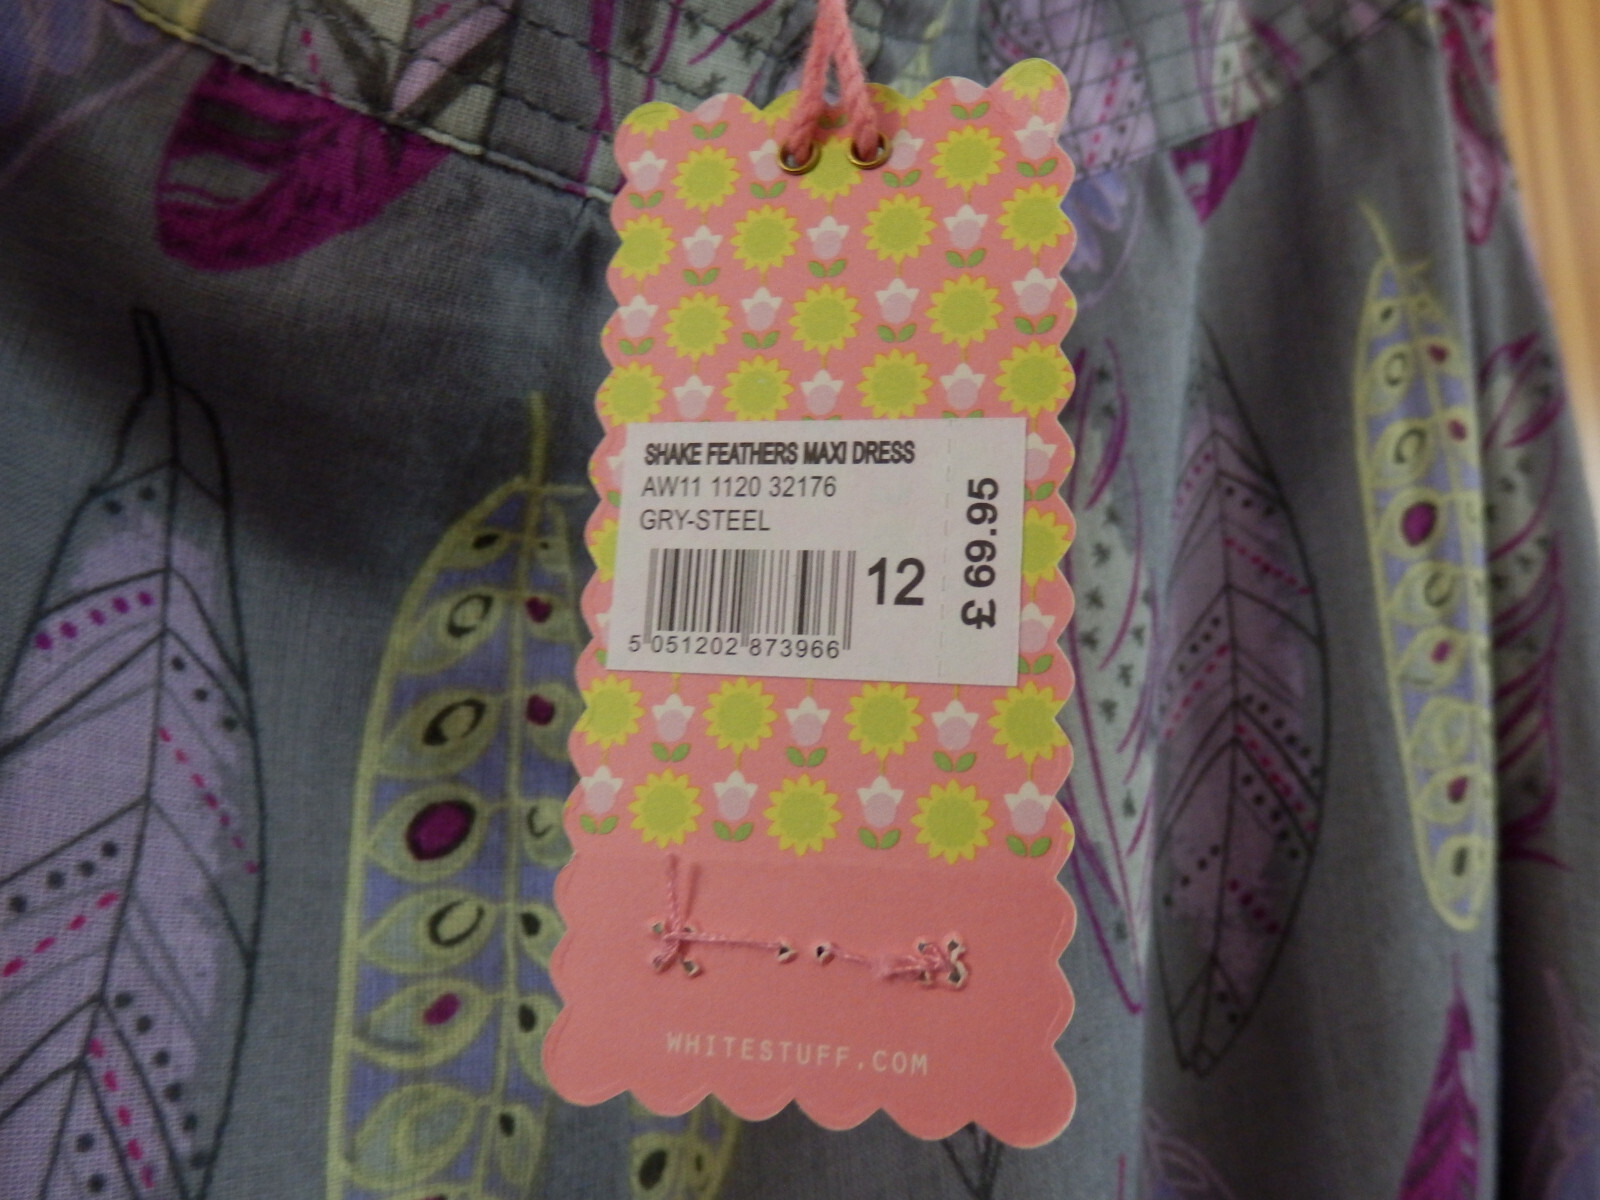 SHAKE FEATHERS MAXI DRESS
AW11 1120 32176
GRY-STEEL
12
£ 69.95
5 051202 873966
WHITESTUFF.COM